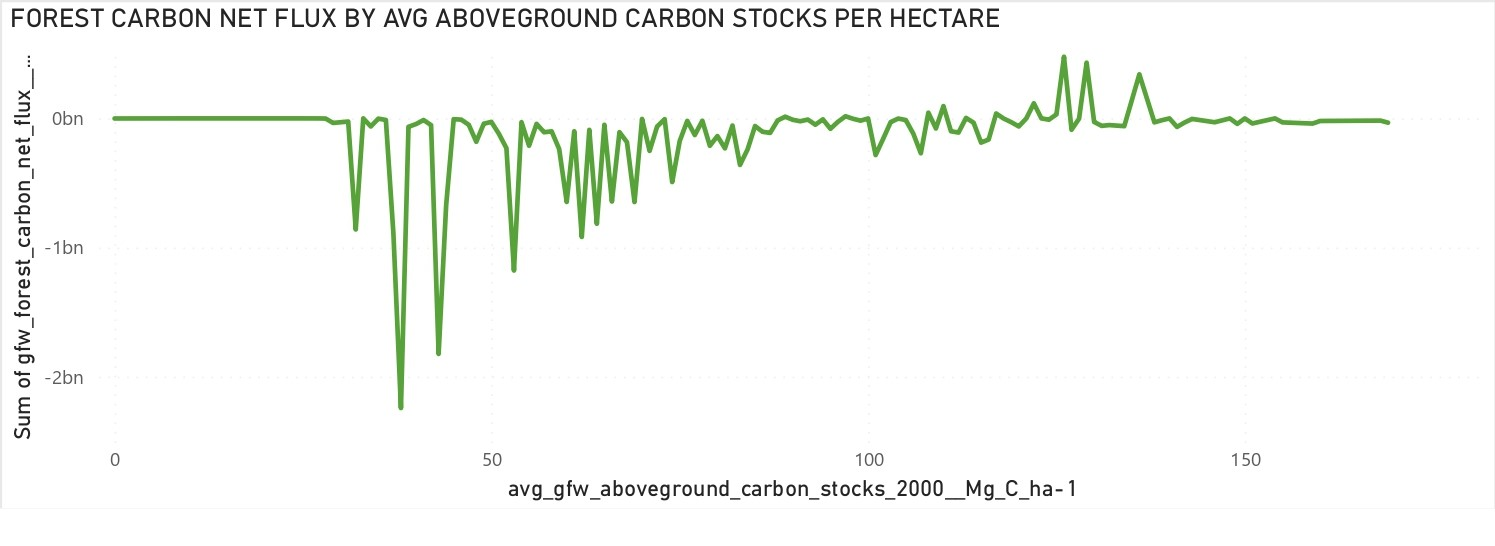 FOREST CARBON NET FLUX BY AVG ABOVEGROUND CARBON STOCKS PER HECTARE
Sum of gfw_forest_carbon_net_flux__...
0bn
-1bn
-2bn
0
50
100
150
avg_gfw_aboveground_carbon_stocks_2000__Mg_C_ha-1